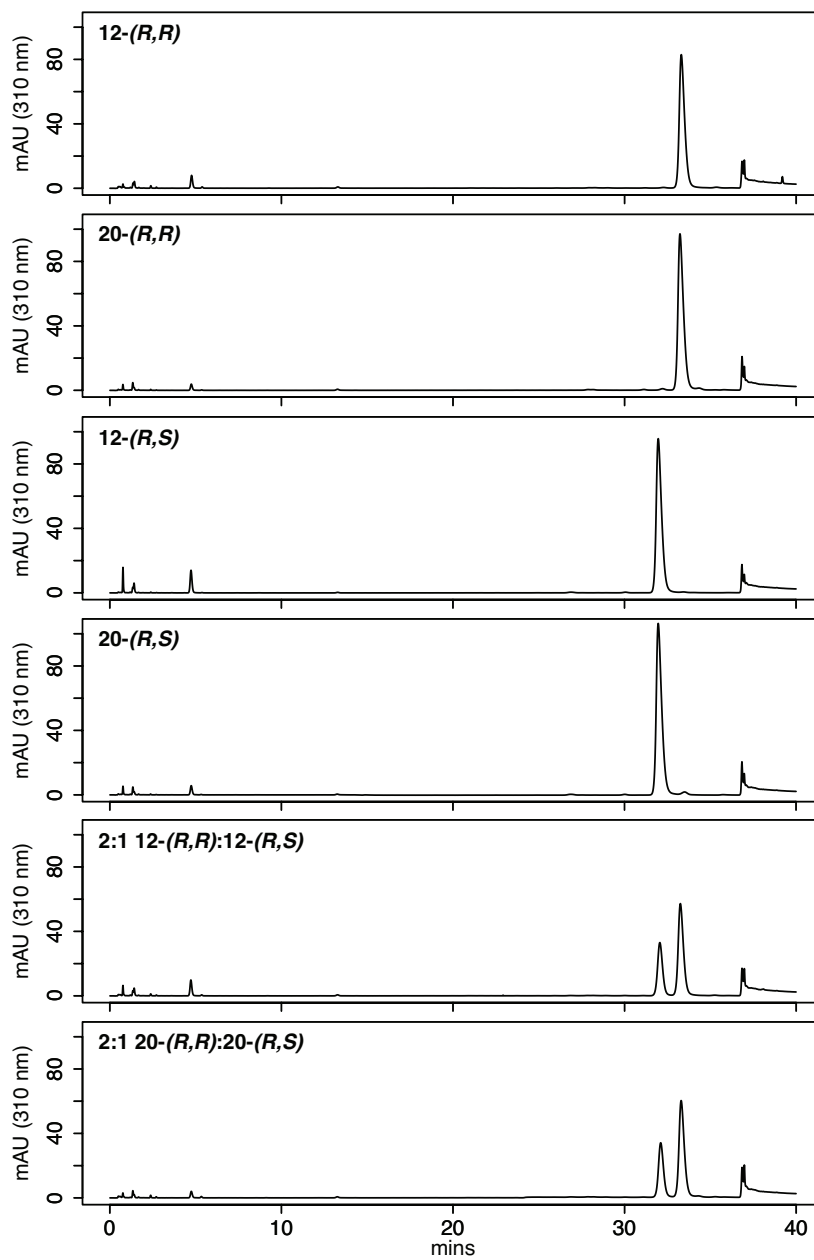 12-(R,R)
mAU (310 nm)
0 40 80
20-(R,R)
mAU (310 nm)
0 40 80
12-(R,S)
mAU (310 nm)
0 40 80
20-(R,S)
mAU (310 nm)
0 40 80
2:1 12-(R,R):12-(R,S)
mAU (310 nm)
0 40 80
2:1 20-(R,R):20-(R,S)
mAU (310 nm)
0 40 80
0 10 20 30 40
mins